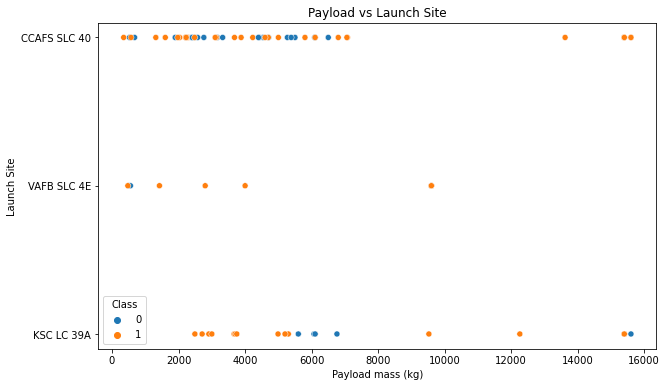 Payload vs Launch Site
CCAFS SLC 40
VAFB SLC 4E
KSC LC 39A
Launch Site
Class
0
1
0 2000 4000 6000 8000 10000 12000 14000 16000
Payload mass (kg)